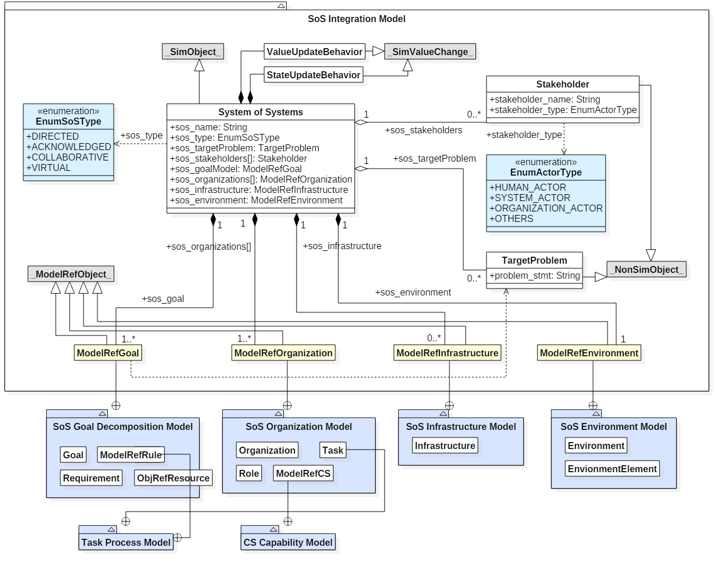 SoS Integration Model
_SimObject_
ValueUpdateBehavior
_SimValueChange_
StateUpdateBehavior
«enumeration»
EnumSoSType
+DIRECTED
+ACKNOWLEDGED
+COLLABORATIVE
+VIRTUAL
+sos_type
System of Systems
+sos_name: String
+sos_type: EnumSoSType
+sos_targetProblem: TargetProblem
+sos_stakeholders[]: Stakeholder
+sos_goalModel: ModelRefGoal
+sos_organizations[]: ModelRefOrganization
+sos_infrastructure: ModelRefInfrastructure
+sos_environment: ModelRefEnvironment
1
0..*
+sos_stakeholders
Stakeholder
+stakeholder_name: String
+stakeholder_type: EnumActorType
+stakeholder_type
1
+sos_targetProblem
0..*
«enumeration»
EnumActorType
+HUMAN_ACTOR
+SYSTEM_ACTOR
+ORGANIZATION_ACTOR
+OTHERS
TargetProblem
+problem_stmt: String
_NonSimObject_
1
1
1
1
+sos_organizations[]
+sos_infrastructure
_ModelRefObject_
+sos_goal
+sos_environment
1..*
1..*
0..*
1
ModelRefGoal
ModelRefOrganization
ModelRefInfrastructure
ModelRefEnvironment
SoS Goal Decomposition Model
Goal
ModelRefRule
Requirement
ObjRefResource
SoS Organization Model
Organization
Task
Role
ModelRefCS
SoS Infrastructure Model
Infrastructure
SoS Environment Model
Environment
EnvionmentElement
Task Process Model
CS Capability Model